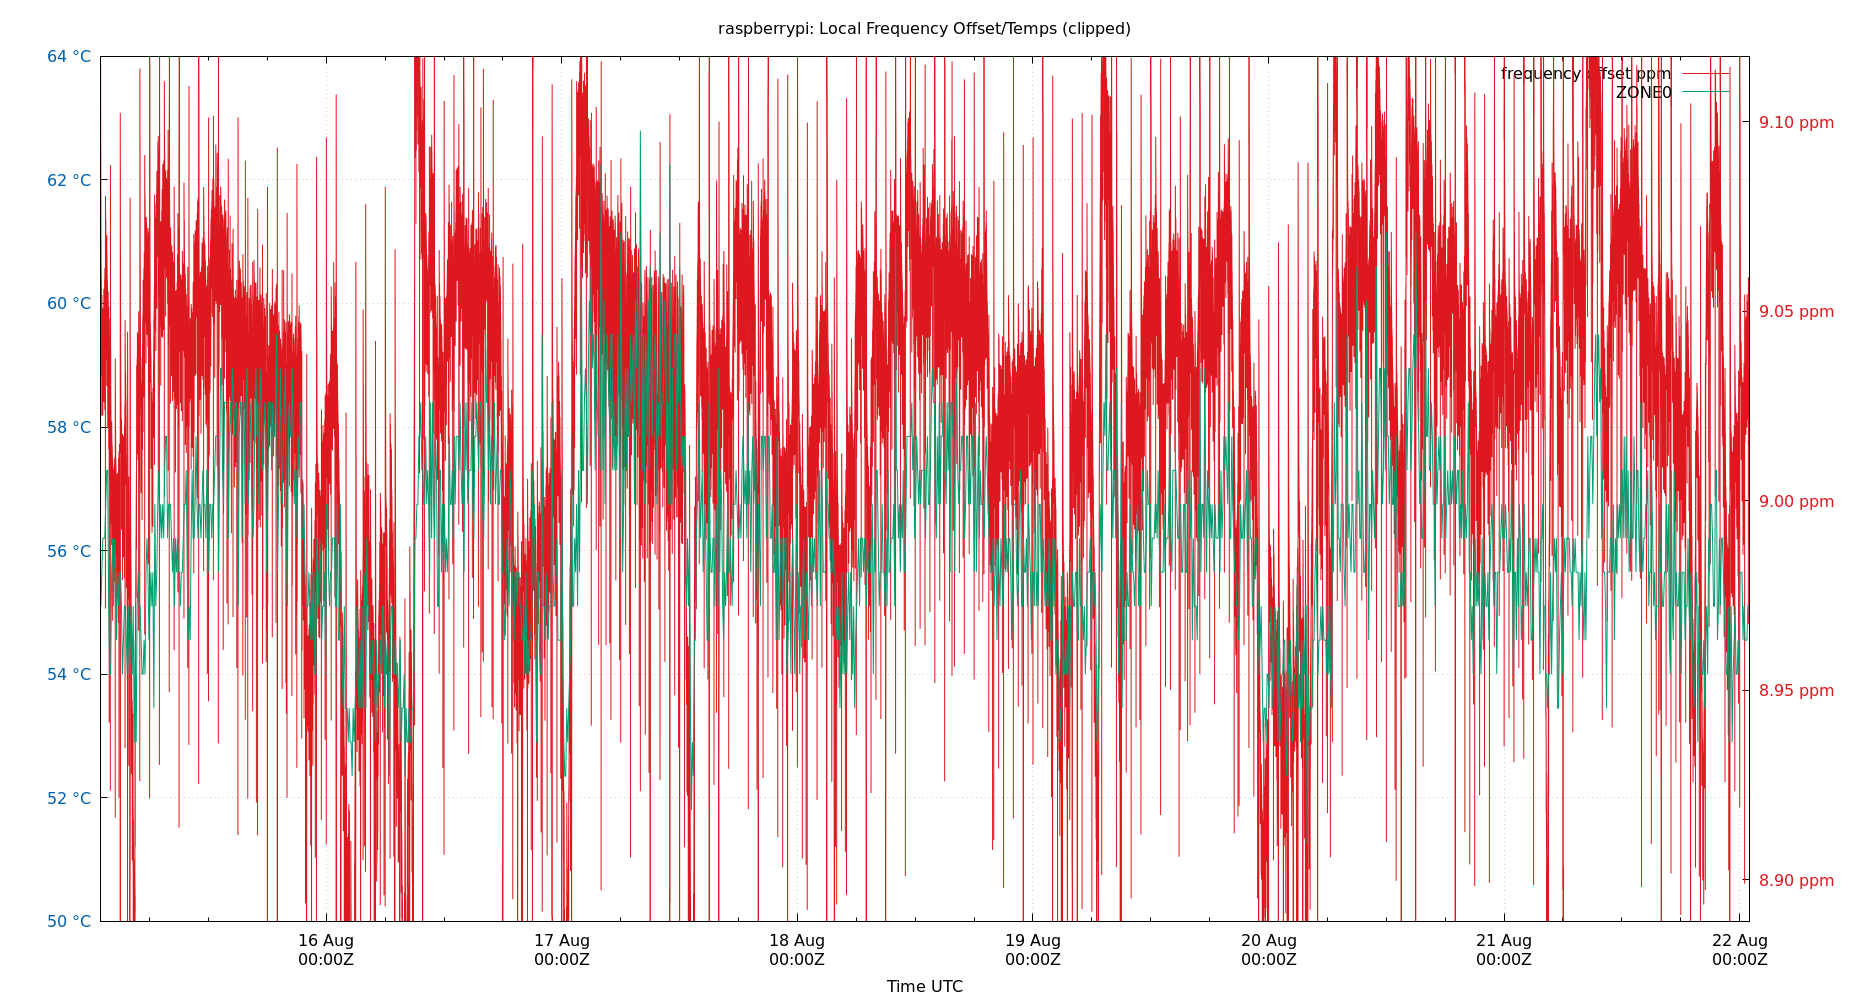 raspberrypi: Local Frequency Offset/Temps (clipped)
64 °C
62 °C
60 °C
58 °C
56 °C
54 °C
52 °C
50 °C
frequency offset ppm
ZONE0
9.10 ppm
9.05 ppm
9.00 ppm
8.95 ppm
8.90 ppm
16 Aug
00:00Z
17 Aug
00:00Z
18 Aug
00:00Z
19 Aug
00:00Z
20 Aug
00:00Z
21 Aug
00:00Z
22 Aug
00:00Z
Time UTC